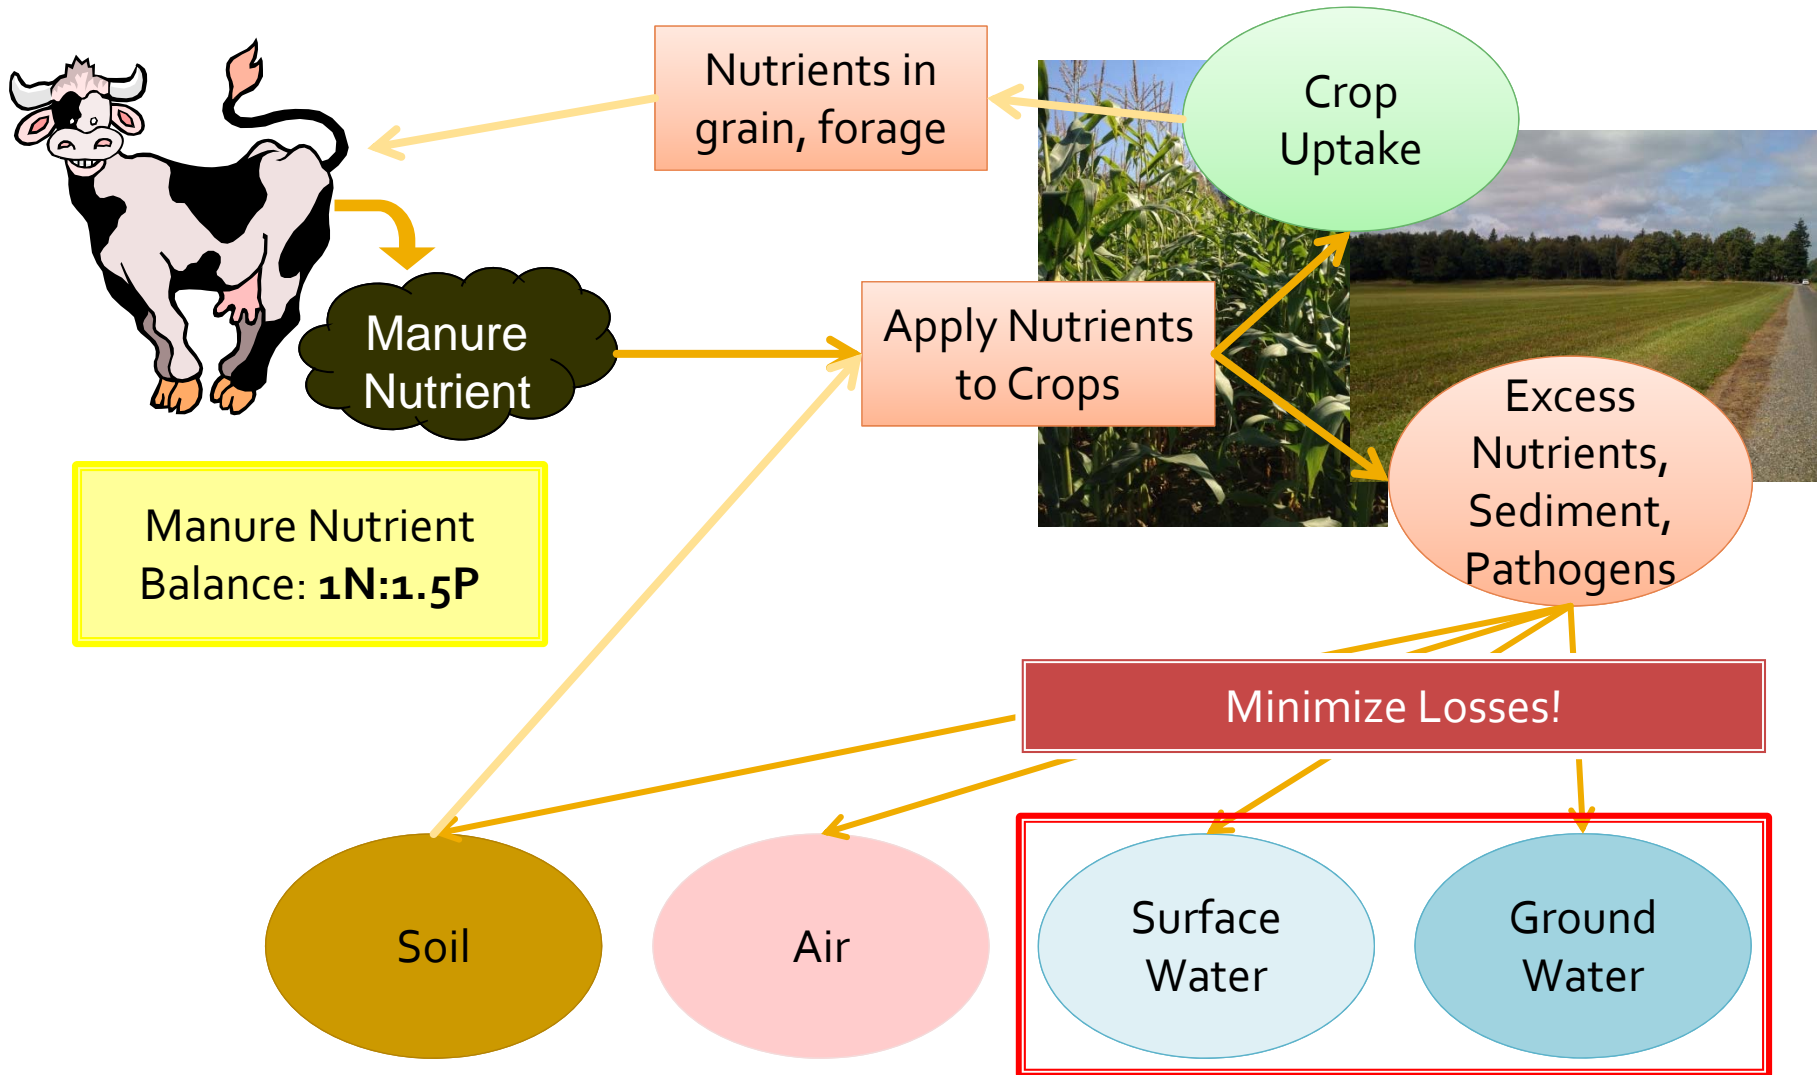 Nutrients in
grain, forage
Crop
Uptake
Manure
Nutrient
Apply Nutrients
to Crops
Excess
Nutrients,
Sediment,
Pathogens
Manure Nutrient
Balance: 1N:1.5P
Minimize Losses!
Soil
Air
Surface
Water
Ground
Water